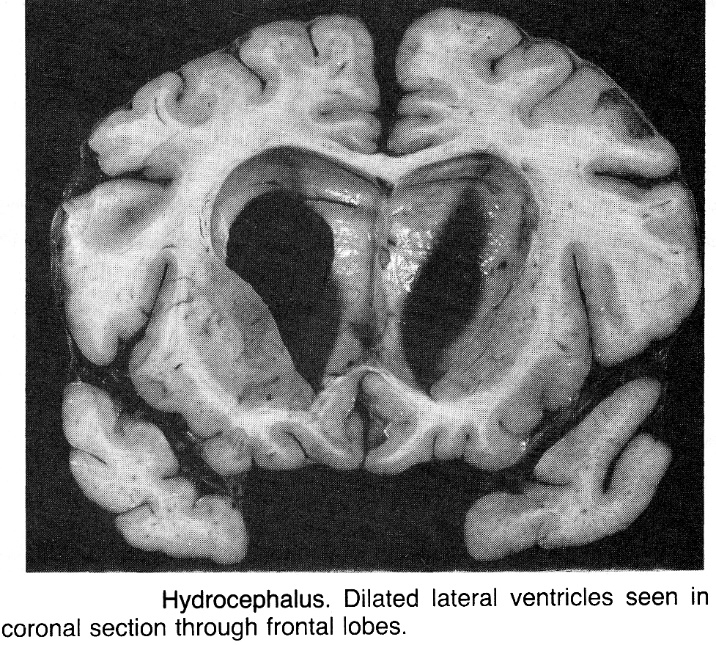 Hydrocephalus. Dilated lateral ventricles seen in
coronal section through frontal lobes.